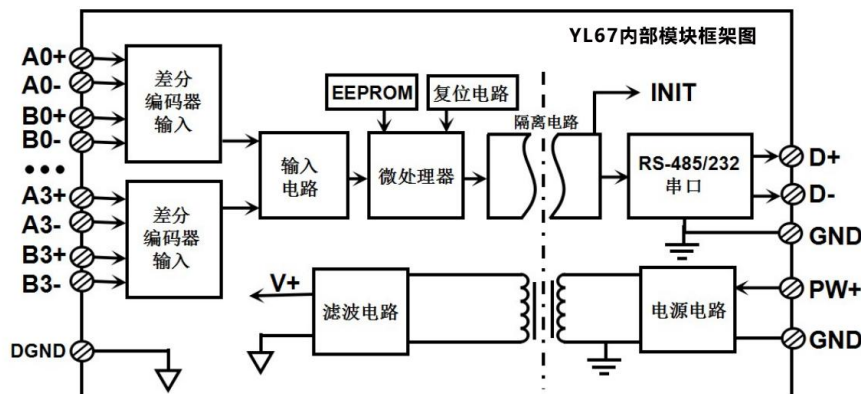 YL67内部模块框架图
A0+
A0-
B0+
B0-
A3+
A3-
B3+
B3-
DGND
差分
编码器
输入
差分
编码器
输入
输入
电路
EEPROM
复位电路
微处理器
隔离电路
INIT
RS-485/232
串口
D+
D-
GND
V+
滤波电路
电源电路
PW+
GND